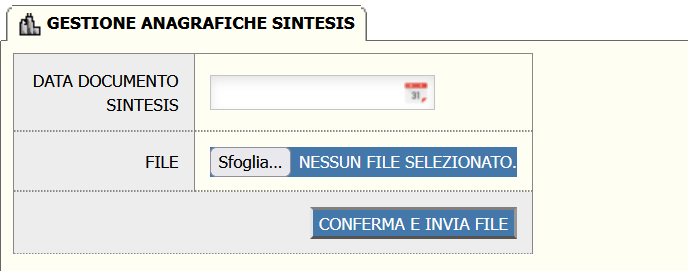 GESTIONE ANAGRAFICHE SINTESIS
DATA DOCUMENTO
SINTESIS
31
FILE
Sfoglia... NESSUN FILE SELEZIONATO.
CONFERMA E INVIA FILE